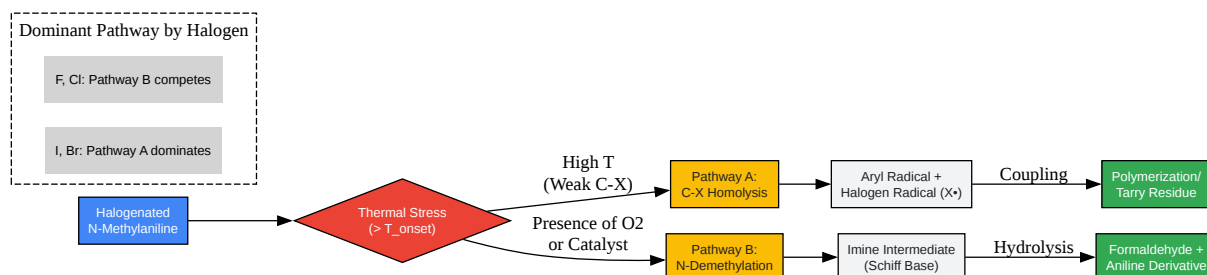 Dominant Pathway by Halogen
F, Cl: Pathway B competes
I, Br: Pathway A dominates
Halogenated
N-Methylaniline
Thermal Stress
(> T_onset)
High T
(Weak C-X)
Pathway A:
C-X Homolysis
Aryl Radical +
Halogen Radical (X•)
Coupling
Polymerization/
Tarry Residue
Presence of O2
or Catalyst
Pathway B:
N-Demethylation
Imine Intermediate
(Schiff Base)
Hydrolysis
Formaldehyde +
Aniline Derivative